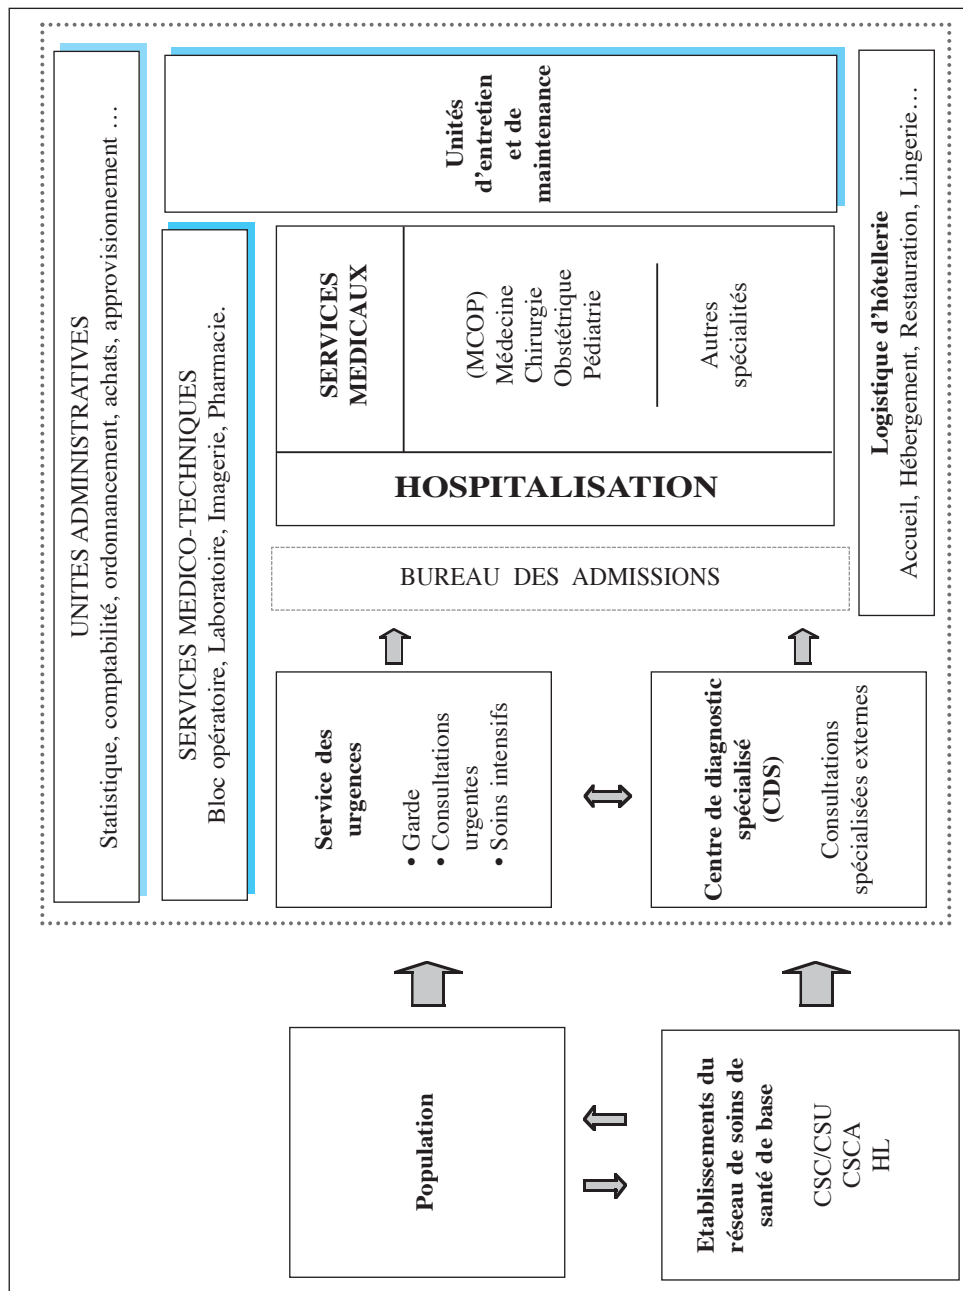 UNITES ADMINISTRATIVES
Statistique, comptabilité, ordonnancement, achats, approvisionnement …
SERVICES MEDICO-TECHNIQUES
Bloc opératoire, Laboratoire, Imagerie, Pharmacie.
Population
Service des
urgences
• Garde
• Consultations
urgentes
• Soins intensifs
Etablissements du
réseau de soins de
santé de base
CSC/CSU
CSCA
HL
Centre de diagnostic
spécialisé
(CDS)
Consultations
spécialisées externes
BUREAU DES ADMISSIONS
HOSPITALISATION
SERVICES
MEDICAUX
(MCOP)
Médecine
Chirurgie
Obstétrique
Pédiatrie
Autres
spécialités
Unités
d'entretien
et de
maintenance
Logistique d'hôtellerie
Accueil, Hébergement, Restauration, Lingerie…